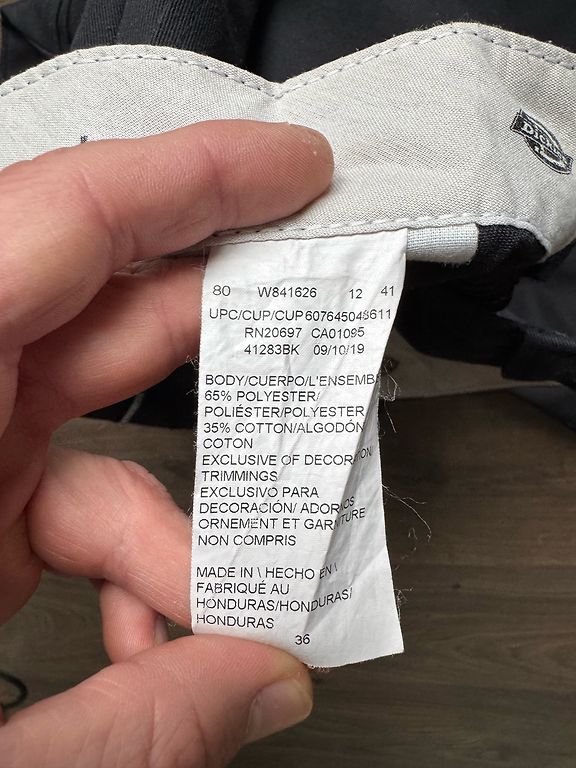 Dickies
80 W841626 12 41
UPC/CUP/CUP607645048611
RN20697 CA01095
41283BK 09/10/19
BODY/CUERPO/L'ENSEMB
65% POLYESTER/
POLIÉSTER/POLYESTER
35% COTTON/ALGODÓN
COTON
EXCLUSIVE OF DECORATION/
TRIMMINGS
EXCLUSIVO PARA
DECORACIÓN/ ADORNOS
ORNEMENT ET GARNITURE
NON COMPRIS
MADE IN \ HECHO EN \
FABRIQUÉ AU
HONDURAS/HONDURAS/
HONDURAS
36